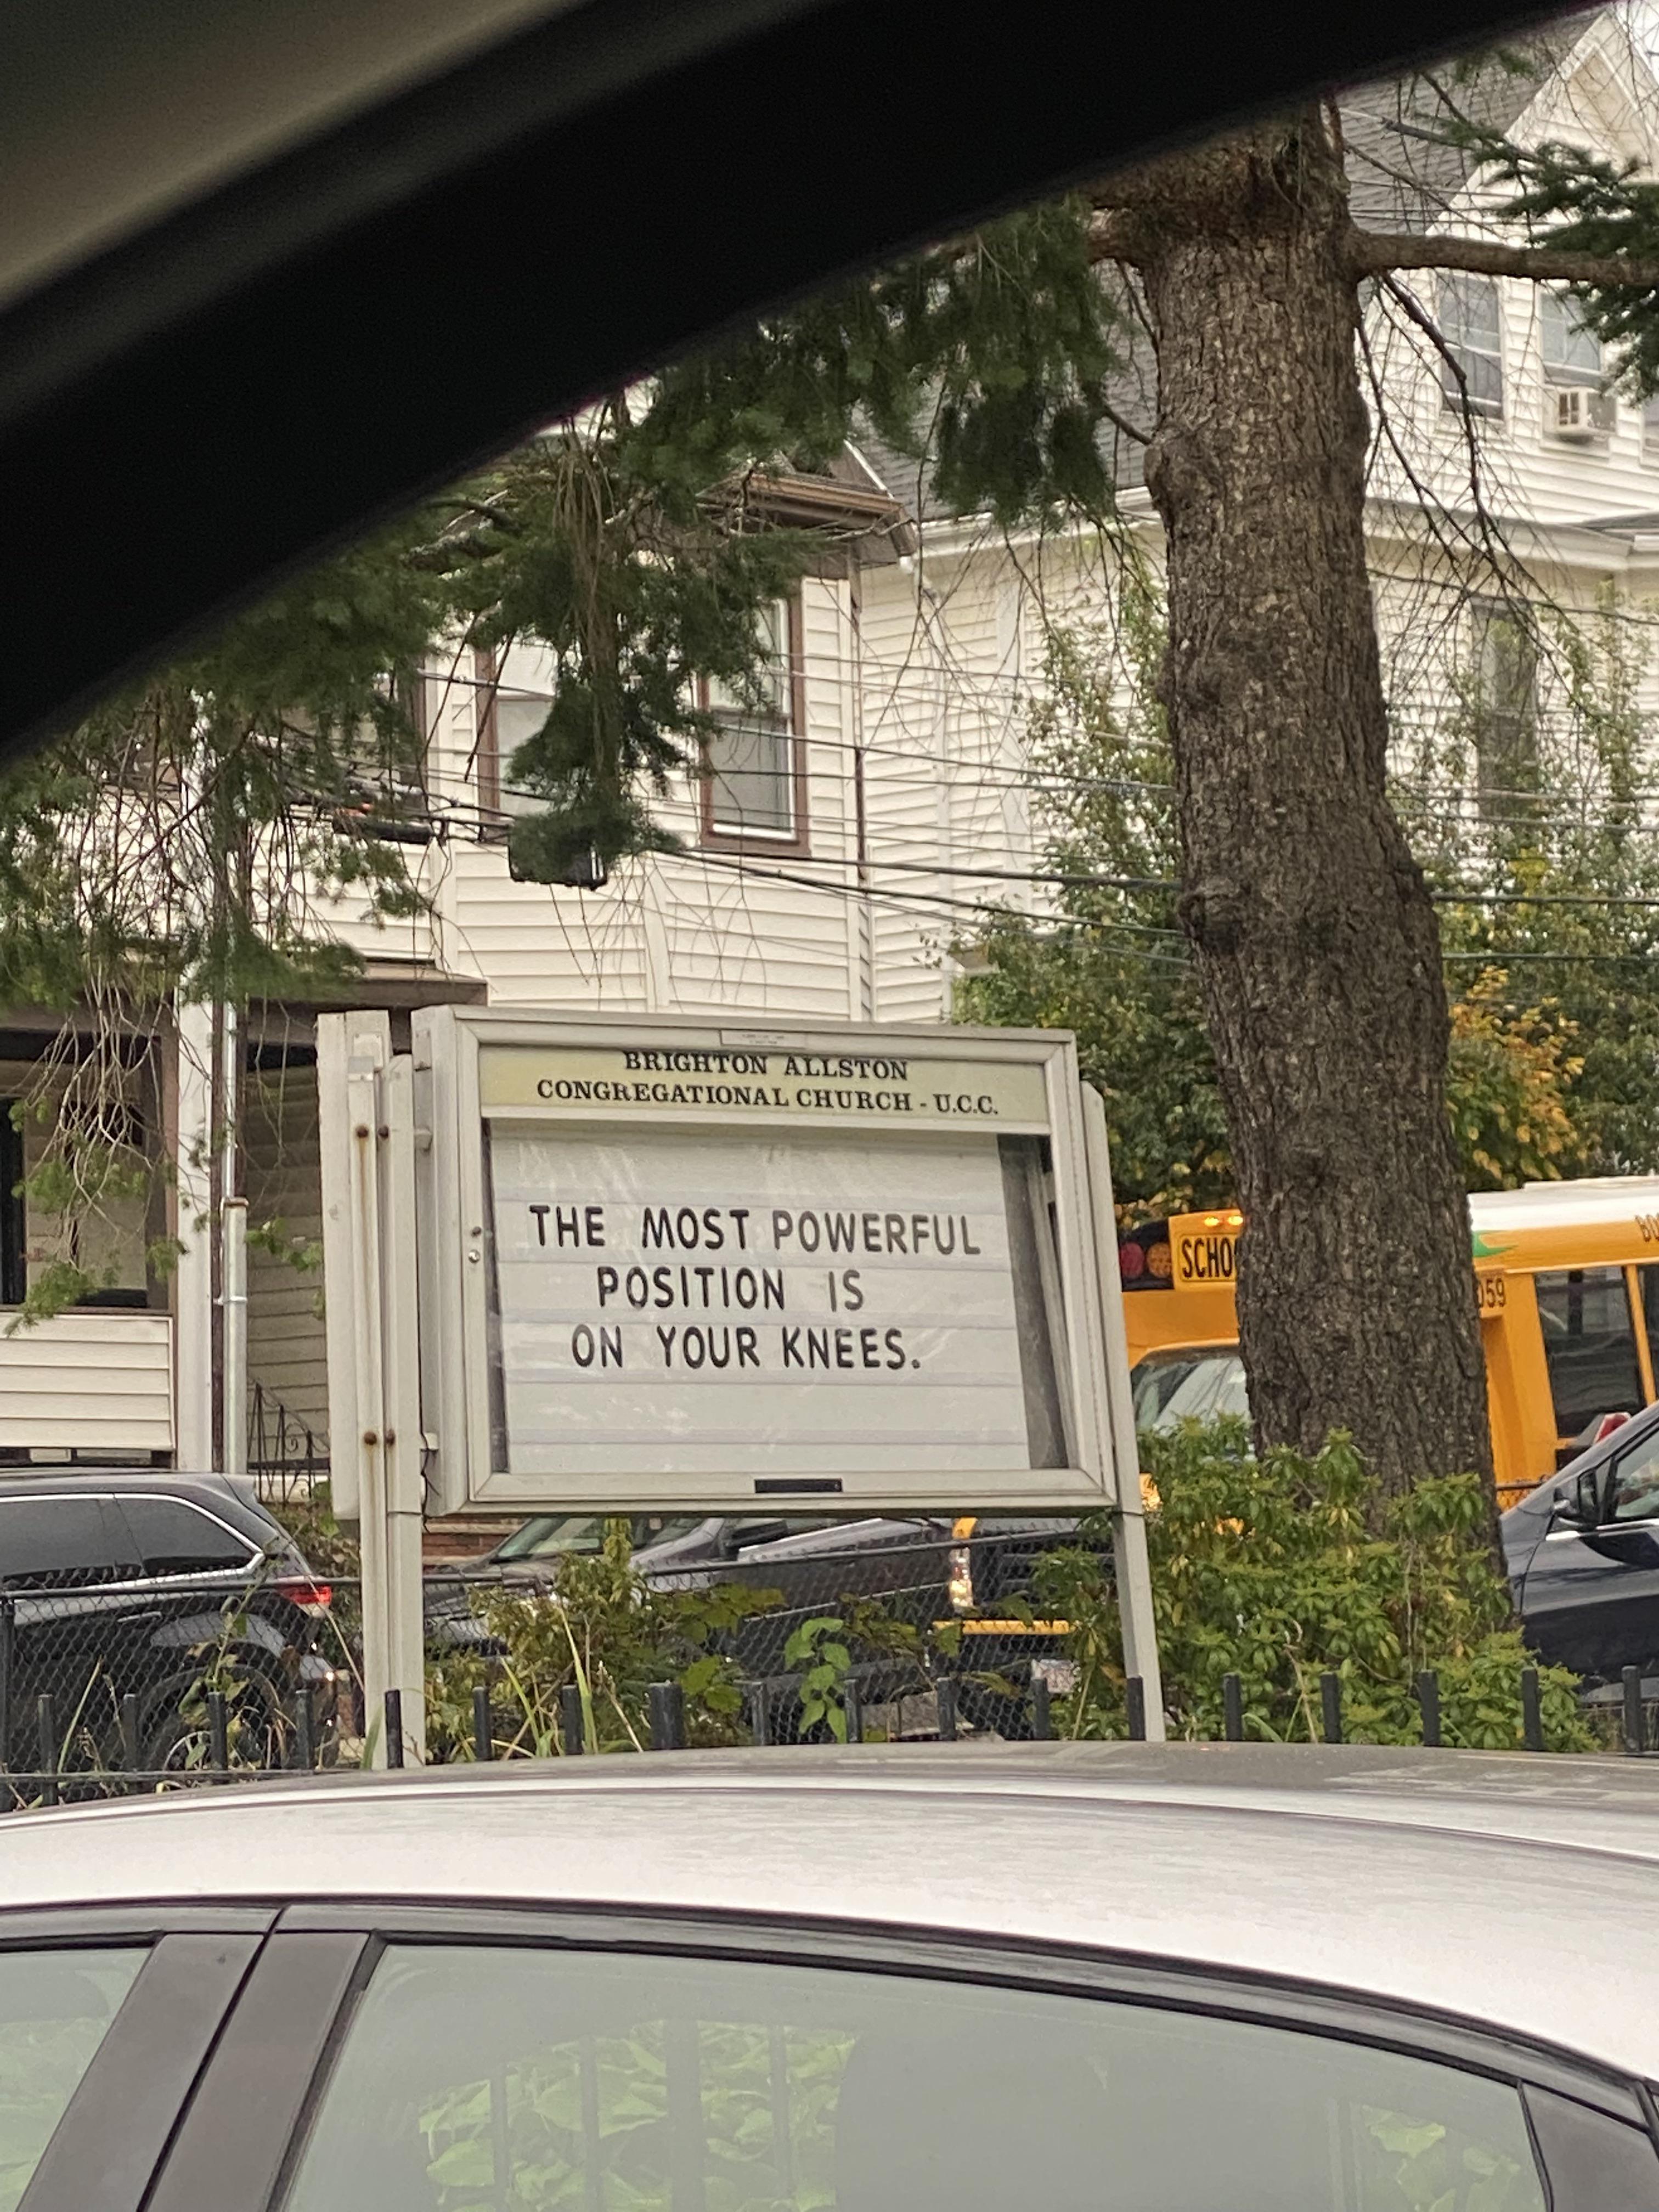 BRIGHTON ALLSTON
CONGREGATIONAL CHURCH - U.C.C.
THE MOST POWERFUL
POSITION IS
ON YOUR KNEES.